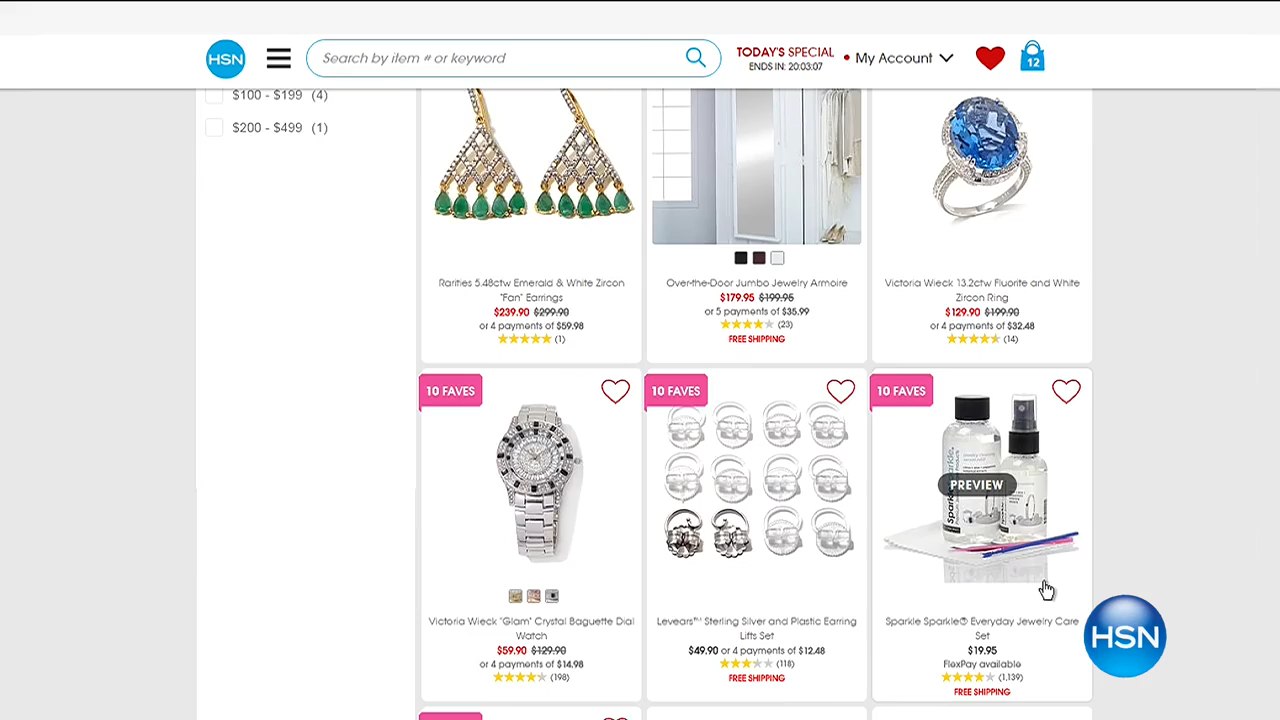 HSN
Search by item # or keyword
TODAY'S SPECIAL
ENDS IN: 20:03:07
My Account
12
$100 - $199 (4)
$200 - $499 (1)
Rarities 5.48ctw Emerald & White Zircon
"Fan" Earrings
$239.90 $299.90
or 4 payments of $59.98
(1)
Over-the-Door Jumbo Jewelry Armoire
$179.95 $199.95
or 5 payments of $35.99
(23)
FREE SHIPPING
Victoria Wieck 13.2ctw Fluorite and White
Zircon Ring
$129.90 $199.90
or 4 payments of $32.48
(14)
10 FAVES
Victoria Wieck "Glam" Crystal Baguette Dial
Watch
$59.90 $129.90
or 4 payments of $14.98
(198)
10 FAVES
Levears™ Sterling Silver and Plastic Earring
Lifts Set
$49.90 or 4 payments of $12.48
(118)
FREE SHIPPING
10 FAVES
PREVIEW
Sparkle Sparkle® Everyday Jewelry Care
Set
$19.95
FlexPay available
(1,139)
FREE SHIPPING
HSN